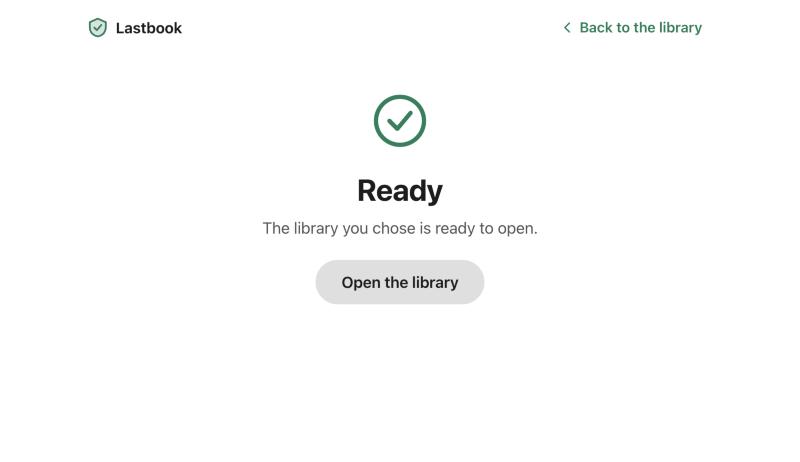 Lastbook
Back to the library
Ready
The library you chose is ready to open.
Open the library